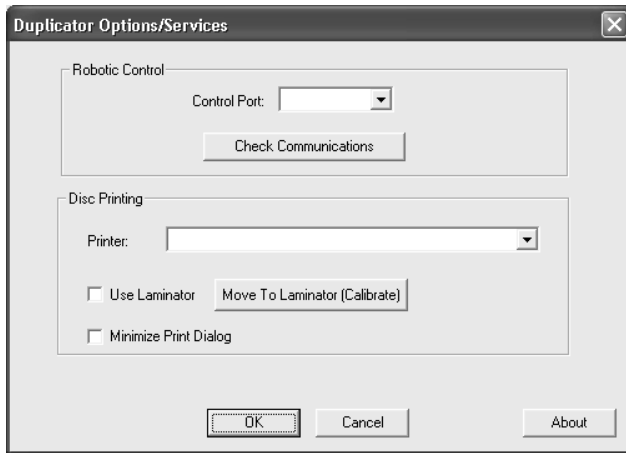 Duplicator Options/Services
Robotic Control
Control Port:
Check Communications
Disc Printing
Printer:
Use Laminator Move To Laminator (Calibrate)
Minimize Print Dialog
OK Cancel About